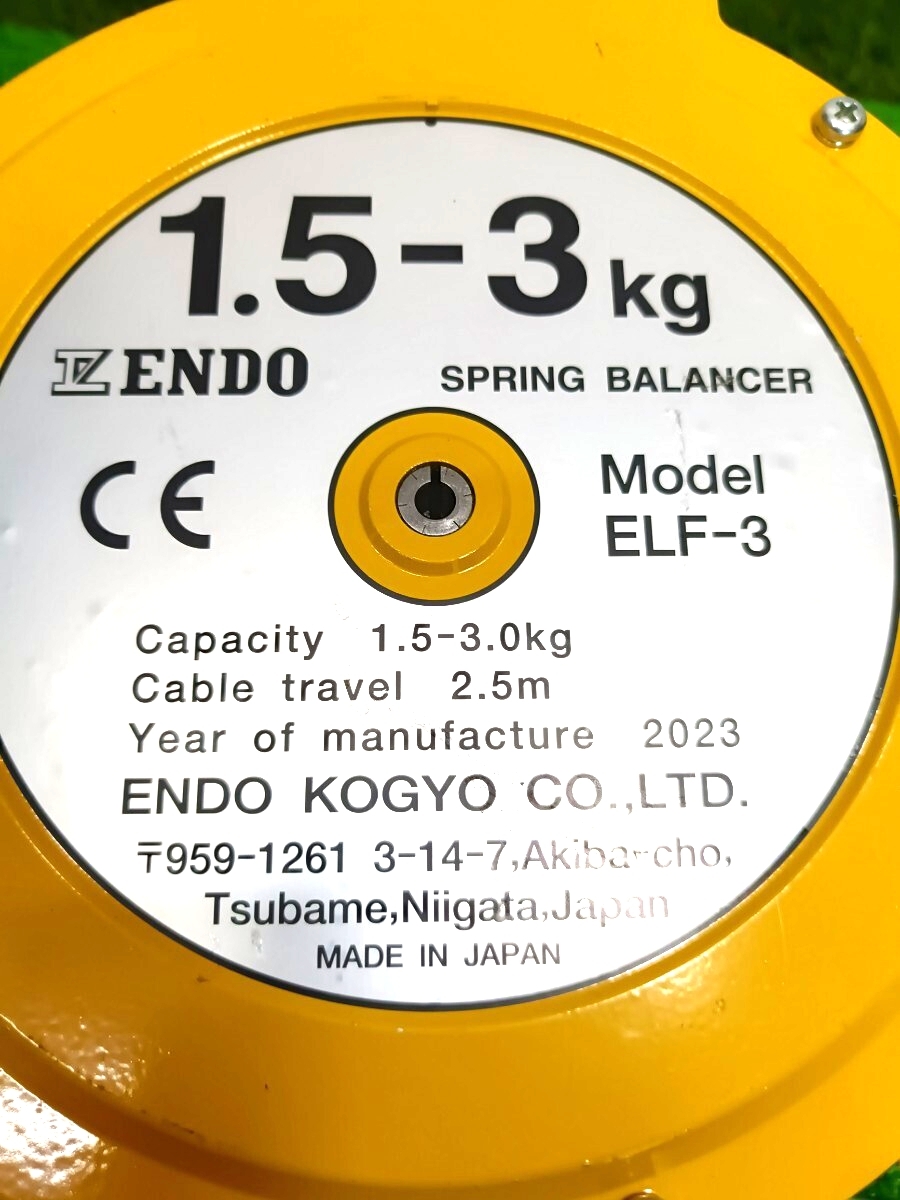 1.5-3kg
ENDO SPRING BALANCER
CE Model
ELF-3
Capacity 1.5-3.0kg
Cable travel 2.5m
Year of manufacture 2023
ENDO KOGYO CO.,LTD.
〒959-1261 3-14-7,Akiba-cho,
Tsubame,Niigata,Japan
MADE IN JAPAN